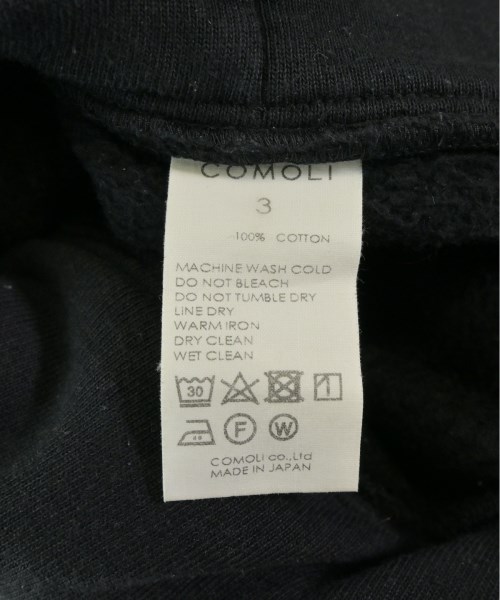 COMOLI
3
100% COTTON
MACHINE WASH COLD
DO NOT BLEACH
DO NOT TUMBLE DRY
LINE DRY
WARM IRON
DRY CLEAN
WET CLEAN
30
F W
COMOLI co.,Ltd
MADE IN JAPAN